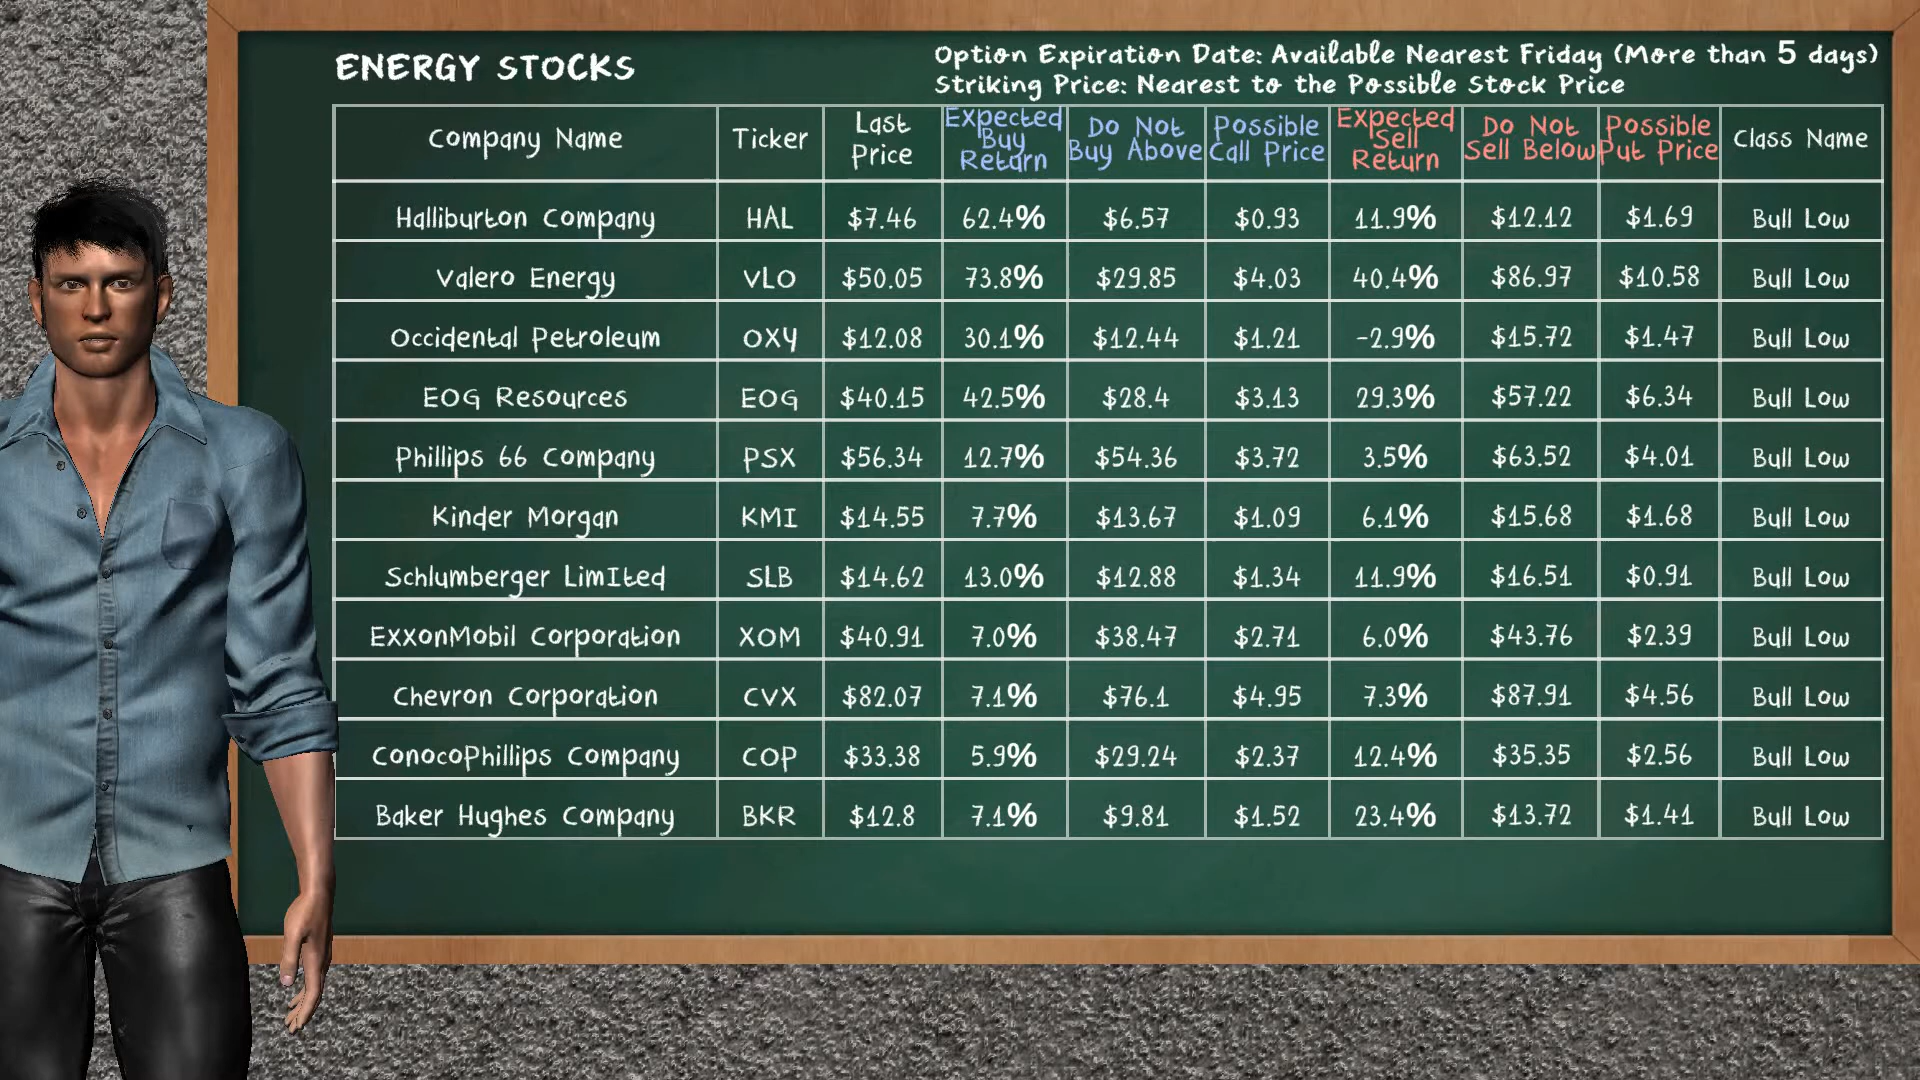 ENERGY STOCKS
Option Expiration Date: Available Nearest Friday (More than 5 days)
Striking Price: Nearest to the Possible Stock Price
Company Name Ticker Last Price Expected Buy Return Do Not Buy Above Possible Call Price Expected Sell Return Do Not Sell Below Possible Put Price Class Name
Halliburton Company HAL $7.46 62.4% $6.57 $0.93 11.9% $12.12 $1.69 Bull Low
Valero Energy VLO $50.05 73.8% $29.85 $4.03 40.4% $86.97 $10.58 Bull Low
Occidental Petroleum OXY $12.08 30.1% $12.44 $1.21 -2.9% $15.72 $1.47 Bull Low
EOG Resources EOG $40.15 42.5% $28.4 $3.13 29.3% $57.22 $6.34 Bull Low
Phillips 66 Company PSX $56.34 12.7% $54.36 $3.72 3.5% $63.52 $4.01 Bull Low
Kinder Morgan KMI $14.55 7.7% $13.67 $1.09 6.1% $15.68 $1.68 Bull Low
Schlumberger LimIted SLB $14.62 13.0% $12.88 $1.34 11.9% $16.51 $0.91 Bull Low
ExxonMobil Corporation XOM $40.91 7.0% $38.47 $2.71 6.0% $43.76 $2.39 Bull Low
Chevron Corporation CVX $82.07 7.1% $76.1 $4.95 7.3% $87.91 $4.56 Bull Low
ConocoPhillips Company COP $33.38 5.9% $29.24 $2.37 12.4% $35.35 $2.56 Bull Low
Baker Hughes Company BKR $12.8 7.1% $9.81 $1.52 23.4% $13.72 $1.41 Bull Low